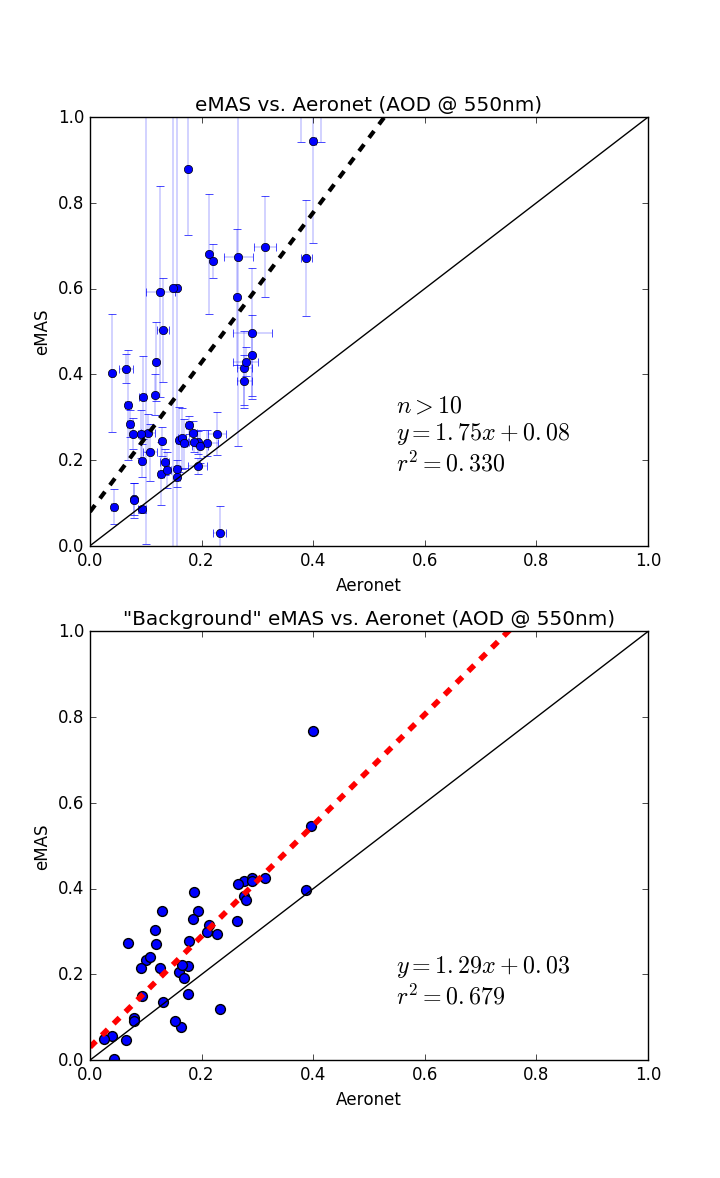 eMAS vs. Aeronet (AOD @ 550nm)
1.0
0.8
0.6
0.4
0.2
0.0
eMAS
n > 10
y = 1.75x + 0.08
r² = 0.330
0.0 0.2 0.4 0.6 0.8 1.0
Aeronet
"Background" eMAS vs. Aeronet (AOD @ 550nm)
1.0
0.8
0.6
0.4
0.2
0.0
eMAS
y = 1.29x + 0.03
r² = 0.679
0.0 0.2 0.4 0.6 0.8 1.0
Aeronet